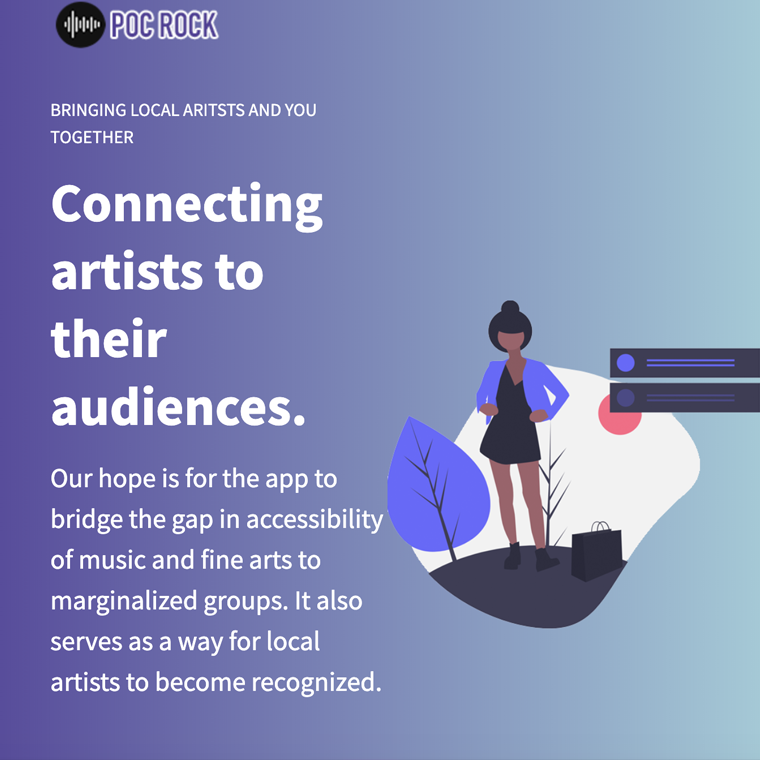 POC ROCK
BRINGING LOCAL ARITSTS AND YOU
TOGETHER
Connecting
artists to
their
audiences.
Our hope is for the app to
bridge the gap in accessibility
of music and fine arts to
marginalized groups. It also
serves as a way for local
artists to become recognized.